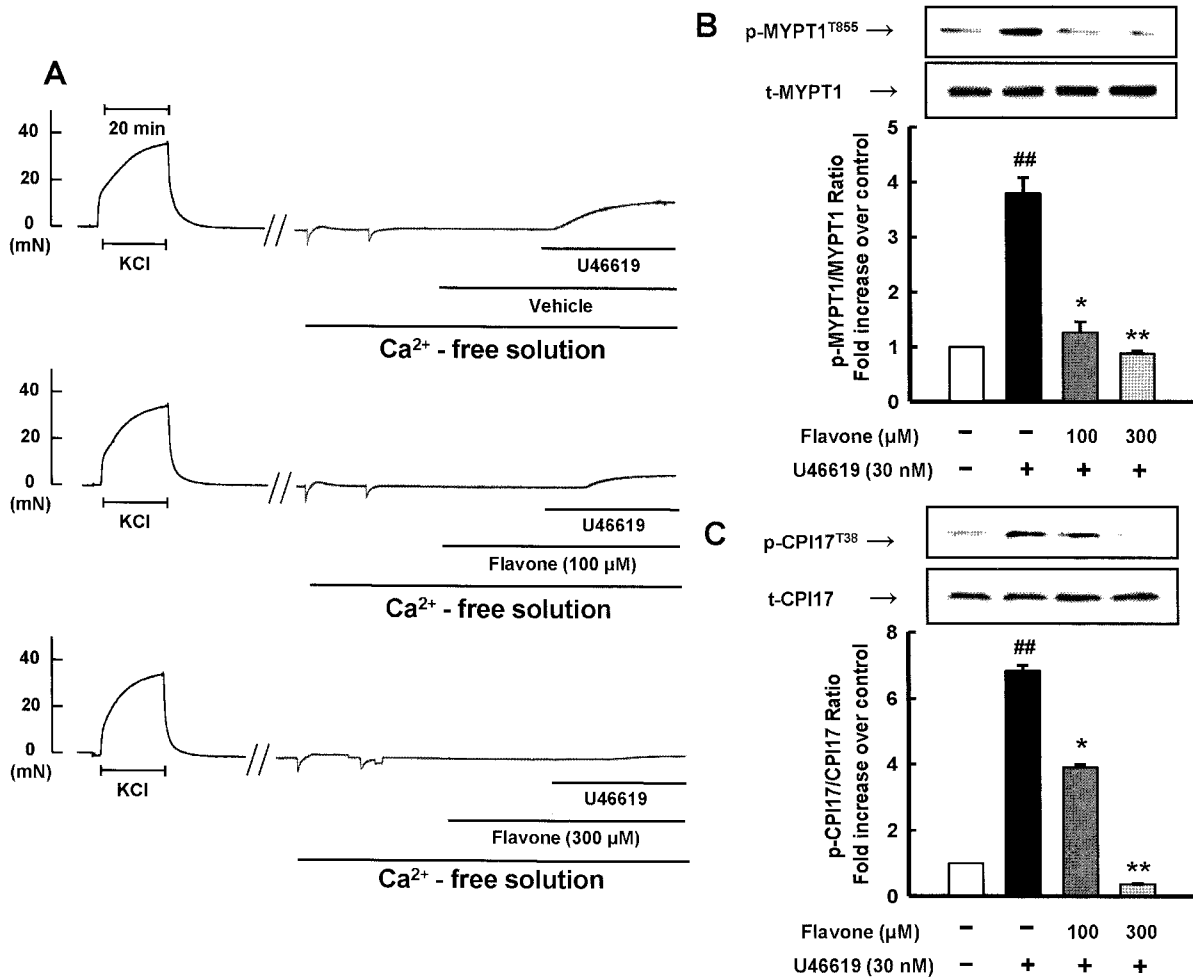 A
20 min
40
20
0
(mN)
KCl
U46619
Vehicle
Ca²⁺ - free solution
40
20
0
(mN)
KCl
U46619
Flavone (100 µM)
Ca²⁺ - free solution
40
20
0
(mN)
KCl
U46619
Flavone (300 µM)
Ca²⁺ - free solution
B
p-MYPT1ᵀ⁸⁵⁵ →
t-MYPT1 →
p-MYPT1/MYPT1 Ratio
Fold increase over control
5
4
3
2
1
0
##
*
**
Flavone (µM) − − 100 300
U46619 (30 nM) − + + +
C
p-CPI17ᵀ³⁸ →
t-CPI17 →
p-CPI17/CPI17 Ratio
Fold increase over control
8
6
4
2
0
##
*
**
Flavone (µM) − − 100 300
U46619 (30 nM) − + + +